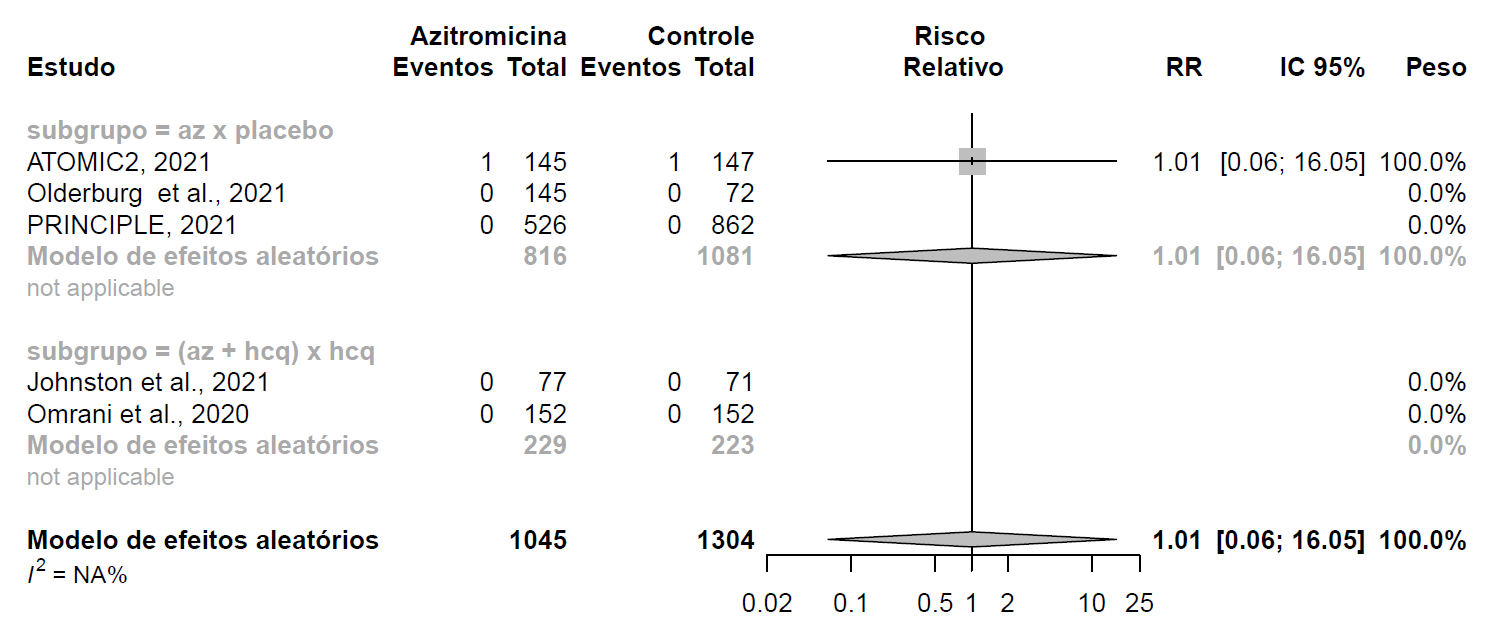 Azitromicina Controle Risco
Estudo Eventos Total Eventos Total Relativo RR IC 95% Peso
subgrupo = az x placebo
ATOMIC2, 2021 1 145 1 147 1.01 [0.06; 16.05] 100.0%
Olderburg et al., 2021 0 145 0 72 0.0%
PRINCIPLE, 2021 0 526 0 862 0.0%
Modelo de efeitos aleatórios 816 1081 1.01 [0.06; 16.05] 100.0%
not applicable
subgrupo = (az + hcq) x hcq
Johnston et al., 2021 0 77 0 71 0.0%
Omrani et al., 2020 0 152 0 152 0.0%
Modelo de efeitos aleatórios 229 223 0.0%
not applicable
Modelo de efeitos aleatórios 1045 1304 1.01 [0.06; 16.05] 100.0%
I² = NA%
0.02 0.1 0.5 1 2 10 25